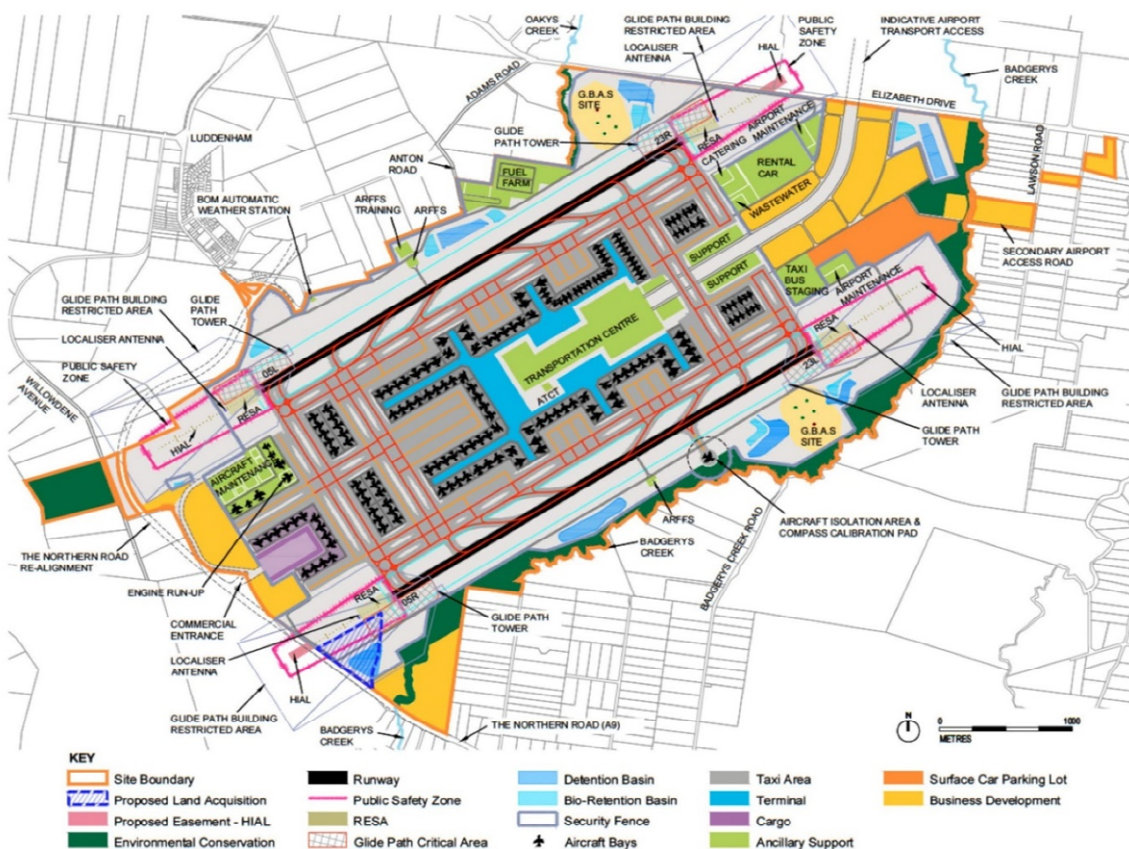 OAKYS
CREEK
GLIDE PATH BUILDING
RESTRICTED AREA
PUBLIC
SAFETY
ZONE
INDICATIVE AIRPORT
TRANSPORT ACCESS
LOCALISER
ANTENNA
HIAL
BADGERYS
CREEK
ADAMS ROAD
G.B.A.S
SITE
ELIZABETH DRIVE
LUDDENHAM
GLIDE
PATH TOWER
23R
RESA
AIRPORT
MAINTENANCE
CATERING
LAWSON ROAD
ANTON
ROAD
FUEL
FARM
RENTAL
CAR
BOM AUTOMATIC
WEATHER STATION
ARFFS
TRAINING
ARFFS
WASTEWATER
SUPPORT
SUPPORT
SECONDARY AIRPORT
ACCESS ROAD
TAXI
BUS
STAGING
AIRPORT
MAINTENANCE
GLIDE PATH BUILDING
RESTRICTED AREA
GLIDE
PATH
TOWER
LOCALISER ANTENNA
TRANSPORTATION CENTRE
RESA
HIAL
PUBLIC SAFETY
ZONE
05L
23L
ATCT
WILLOWDENE
AVENUE
RESA
LOCALISER
ANTENNA
GLIDE PATH BUILDING
RESTRICTED AREA
HIAL
G.B.A.S
SITE
GLIDE PATH
TOWER
AIRCRAFT
MAINTENANC
ARFFS
AIRCRAFT ISOLATION AREA &
COMPASS CALIBRATION PAD
THE NORTHERN ROAD
RE-ALIGNMENT
BADGERYS
CREEK
BADGERYS CREEK ROAD
ENGINE RUN-UP
RESA
05R
COMMERCIAL
ENTRANCE
GLIDE PATH
TOWER
LOCALISER
ANTENNA
HIAL
GLIDE PATH BUILDING
RESTRICTED AREA
BADGERYS
CREEK
THE NORTHERN ROAD (A9)
N
0 1000
METRES
KEY
Site Boundary
Proposed Land Acquisition
Proposed Easement - HIAL
Environmental Conservation
Runway
Public Safety Zone
RESA
Glide Path Critical Area
Detention Basin
Bio-Retention Basin
Security Fence
Aircraft Bays
Taxi Area
Terminal
Cargo
Ancillary Support
Surface Car Parking Lot
Business Development